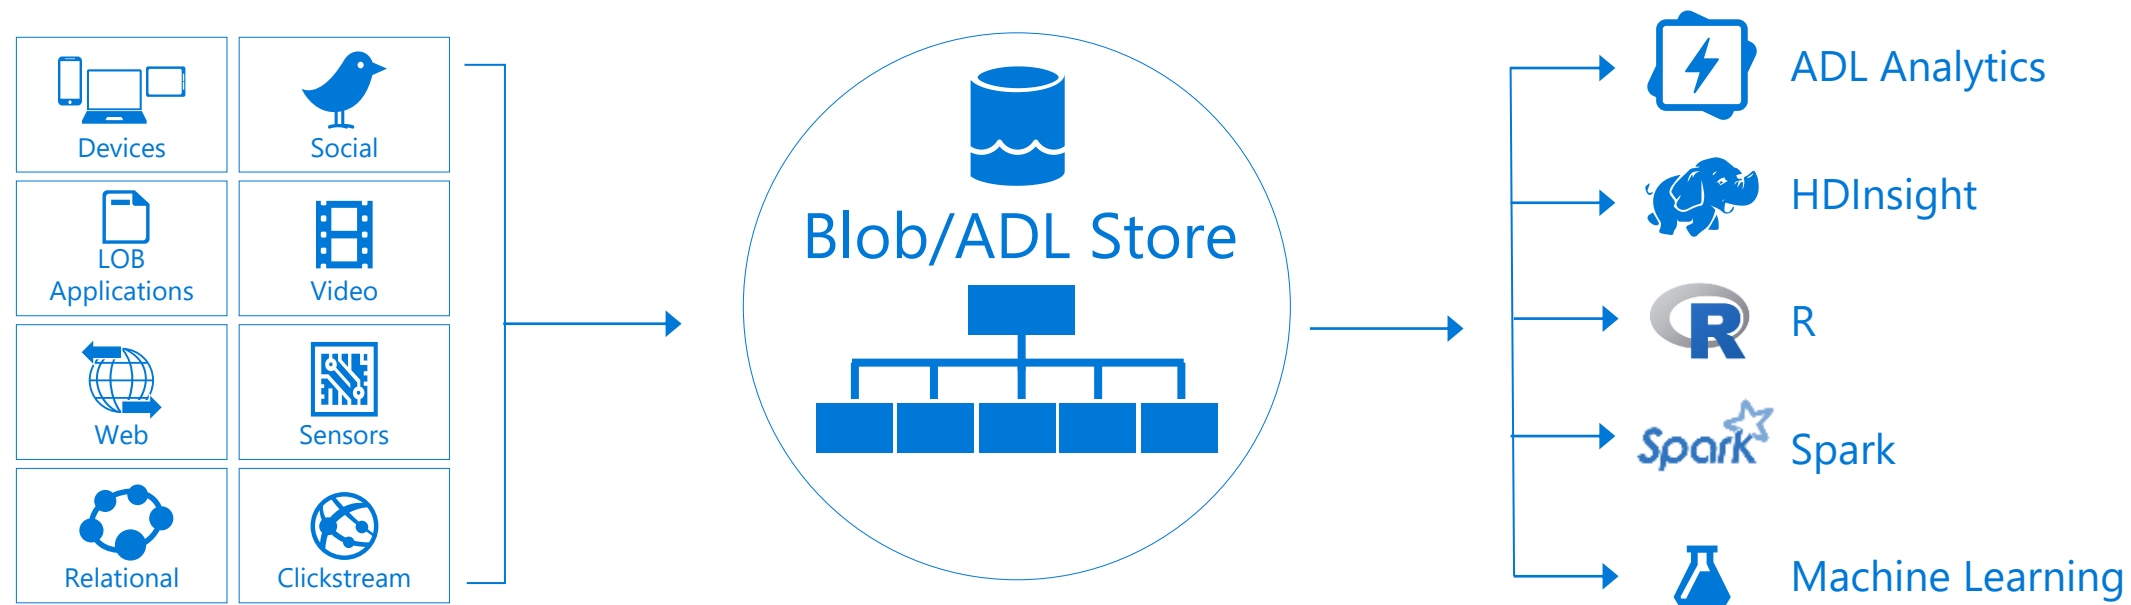 Devices
Social
LOB
Applications
Video
Web
Sensors
Relational
Clickstream
Blob/ADL Store
ADL Analytics
HDInsight
R
R
Spark
Spark
Machine Learning